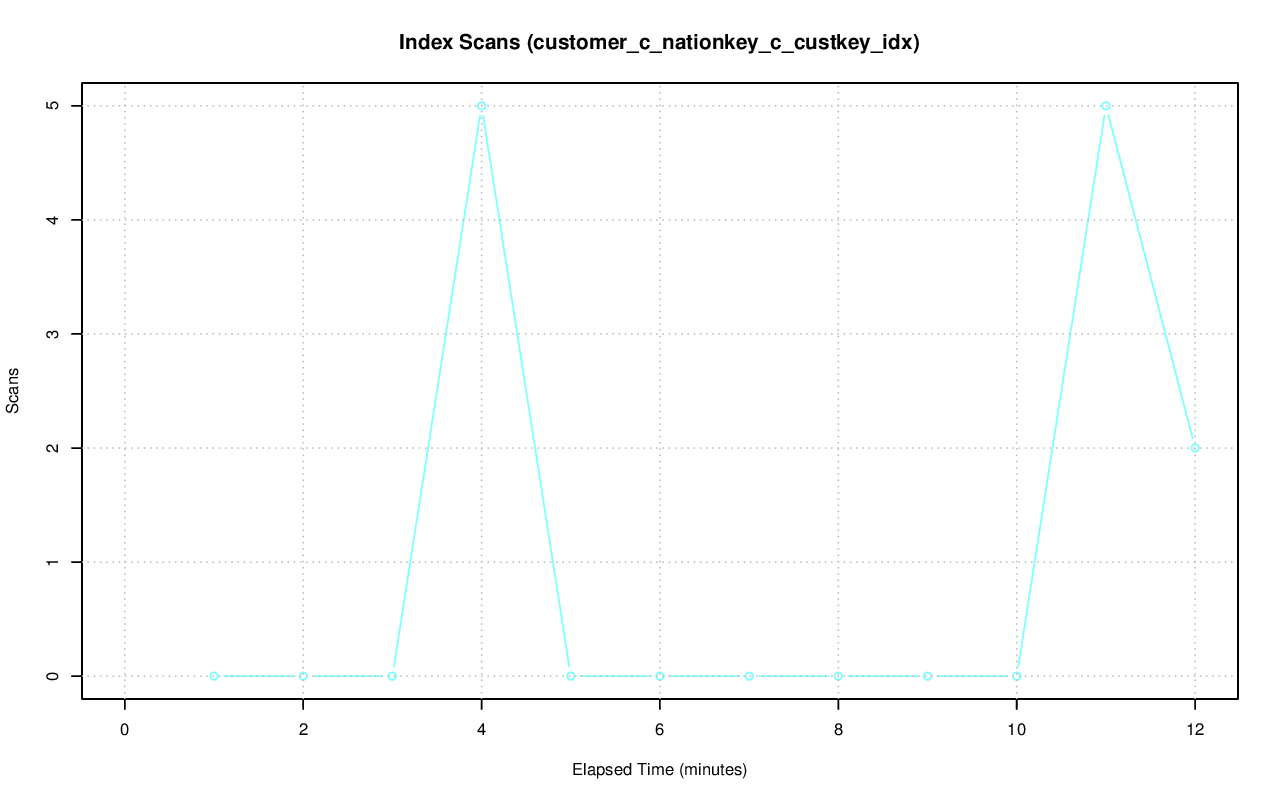 Index Scans (customer_c_nationkey_c_custkey_idx)
5
4
3
2
1
0
Scans
0 2 4 6 8 10 12
Elapsed Time (minutes)